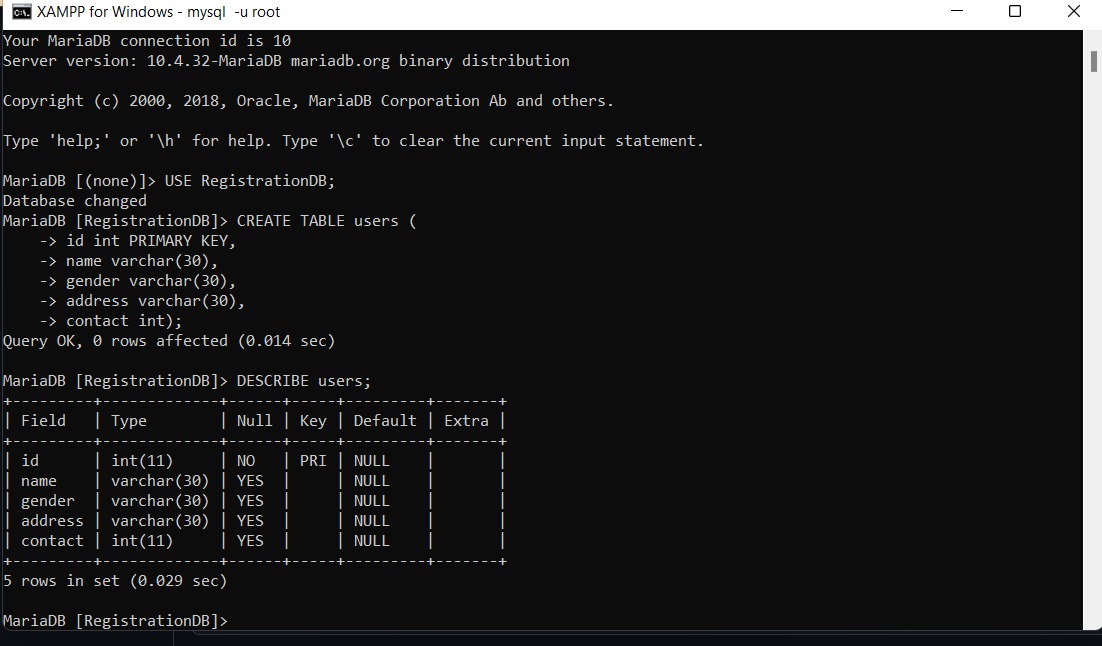 XAMPP for Windows - mysql  -u root
Your MariaDB connection id is 10
Server version: 10.4.32-MariaDB mariadb.org binary distribution
Copyright (c) 2000, 2018, Oracle, MariaDB Corporation Ab and others.
Type 'help;' or '\h' for help. Type '\c' to clear the current input statement.
MariaDB [(none)]> USE RegistrationDB;
Database changed
MariaDB [RegistrationDB]> CREATE TABLE users (
    -> id int PRIMARY KEY,
    -> name varchar(30),
    -> gender varchar(30),
    -> address varchar(30),
    -> contact int);
Query OK, 0 rows affected (0.014 sec)
MariaDB [RegistrationDB]> DESCRIBE users;
+---------+-------------+------+-----+---------+-------+
| Field   | Type        | Null | Key | Default | Extra |
+---------+-------------+------+-----+---------+-------+
| id      | int(11)     | NO   | PRI | NULL    |       |
| name    | varchar(30) | YES  |     | NULL    |       |
| gender  | varchar(30) | YES  |     | NULL    |       |
| address | varchar(30) | YES  |     | NULL    |       |
| contact | int(11)     | YES  |     | NULL    |       |
+---------+-------------+------+-----+---------+-------+
5 rows in set (0.029 sec)
MariaDB [RegistrationDB]>